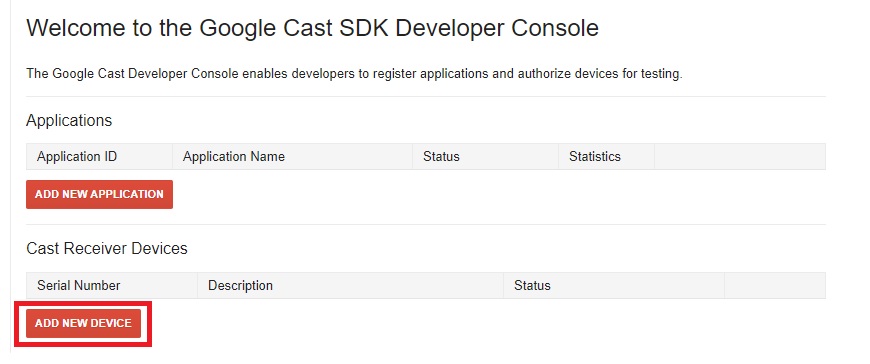 Welcome to the Google Cast SDK Developer Console
The Google Cast Developer Console enables developers to register applications and authorize devices for testing.
Applications
Application ID Application Name Status Statistics
ADD NEW APPLICATION
Cast Receiver Devices
Serial Number Description Status
ADD NEW DEVICE